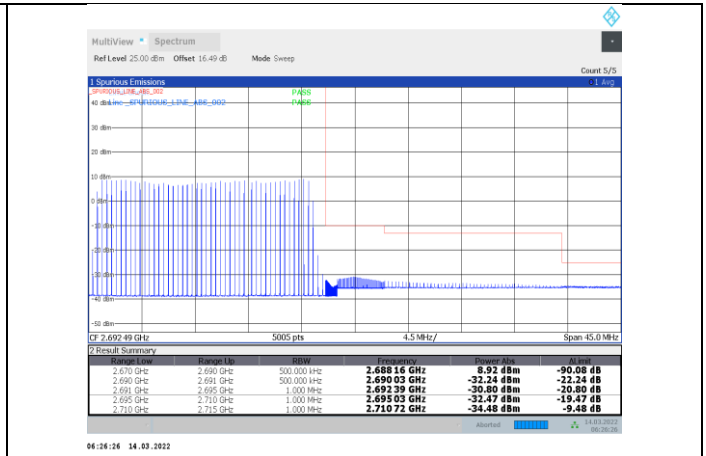 MultiView Spectrum
Ref Level 25.00 dBm Offset 16.49 dB Mode Sweep
Count 5/5
1 Spurious Emissions 1 Avg
_SPURIOUS_LINE_ABS_002 PASS
40 dBm Line _SPURIOUS_LINE_ABS_002 PASS
30 dBm
20 dBm
10 dBm
0 dBm
-10 dBm
-20 dBm
-30 dBm
-40 dBm
-50 dBm
CF 2.69249 GHz 5005 pts 4.5 MHz/ Span 45.0 MHz
2 Result Summary
Range Low Range Up RBW Frequency Power Abs ΔLimit
2.670 GHz 2.690 GHz 500.000 kHz 2.68816 GHz 8.92 dBm -90.08 dB
2.690 GHz 2.691 GHz 500.000 kHz 2.69003 GHz -32.24 dBm -22.24 dB
2.691 GHz 2.695 GHz 1.000 MHz 2.69239 GHz -30.80 dBm -20.80 dB
2.695 GHz 2.710 GHz 1.000 MHz 2.69503 GHz -32.47 dBm -19.47 dB
2.710 GHz 2.715 GHz 1.000 MHz 2.71072 GHz -34.48 dBm -9.48 dB
Aborted 14.03.2022
06:26:26
06:26:26 14.03.2022